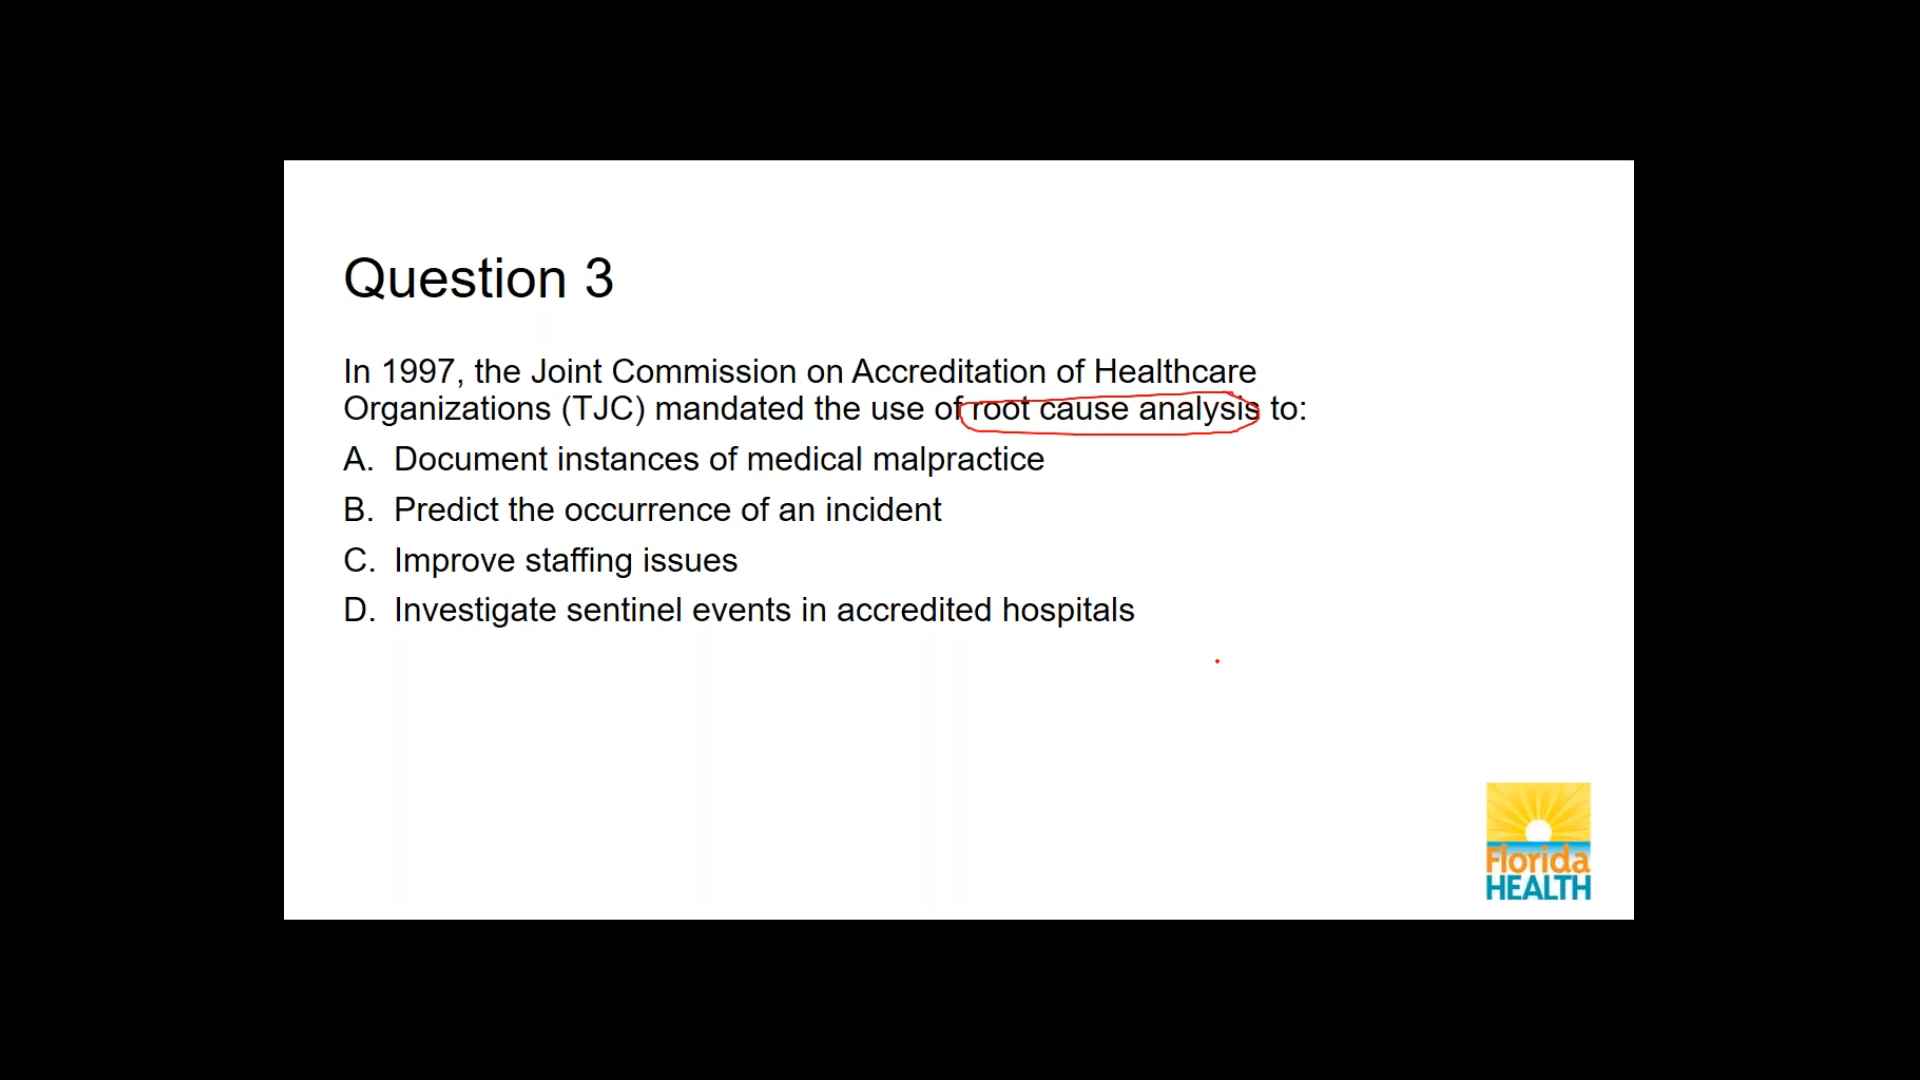 Question 3
In 1997, the Joint Commission on Accreditation of Healthcare
Organizations (TJC) mandated the use of root cause analysis to:
A. Document instances of medical malpractice
B. Predict the occurrence of an incident
C. Improve staffing issues
D. Investigate sentinel events in accredited hospitals
Florida
HEALTH